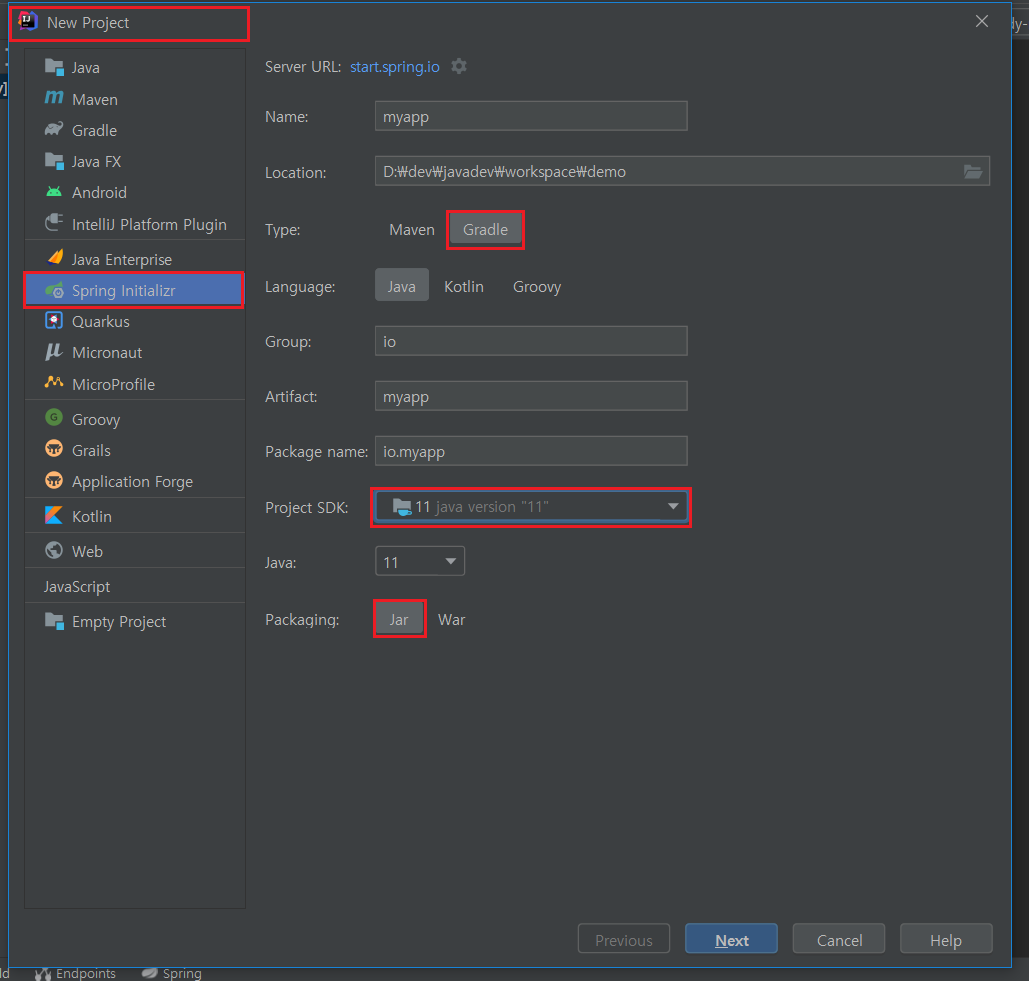 New Project
Java
Maven
Gradle
Java FX
Android
IntelliJ Platform Plugin
Java Enterprise
Spring Initializr
Quarkus
Micronaut
MicroProfile
Groovy
Grails
Application Forge
Kotlin
Web
JavaScript
Empty Project
Server URL: start.spring.io
Name: myapp
Location: D:₩dev₩javadev₩workspace₩demo
Type: Maven Gradle
Language: Java Kotlin Groovy
Group: io
Artifact: myapp
Package name: io.myapp
Project SDK: 11 java version "11"
Java: 11
Packaging: Jar War
Previous Next Cancel Help
Endpoints Spring